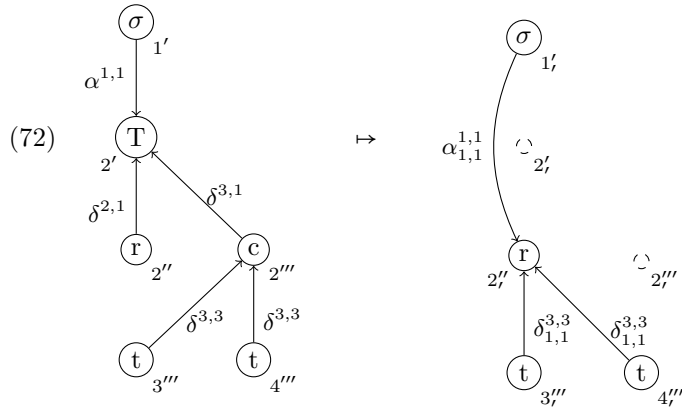 σ
1′
σ
1′,
α^{1,1}
(72)
T
2′
↦
α^{1,1}_{1,1}
2′,
δ^{2,1}
δ^{3,1}
r
2′′
c
2′′′
r
2′′,
2′′′,
δ^{3,3}
δ^{3,3}
δ^{3,3}_{1,1}
δ^{3,3}_{1,1}
t
3′′′
t
4′′′
t
3′′′,
t
4′′′,